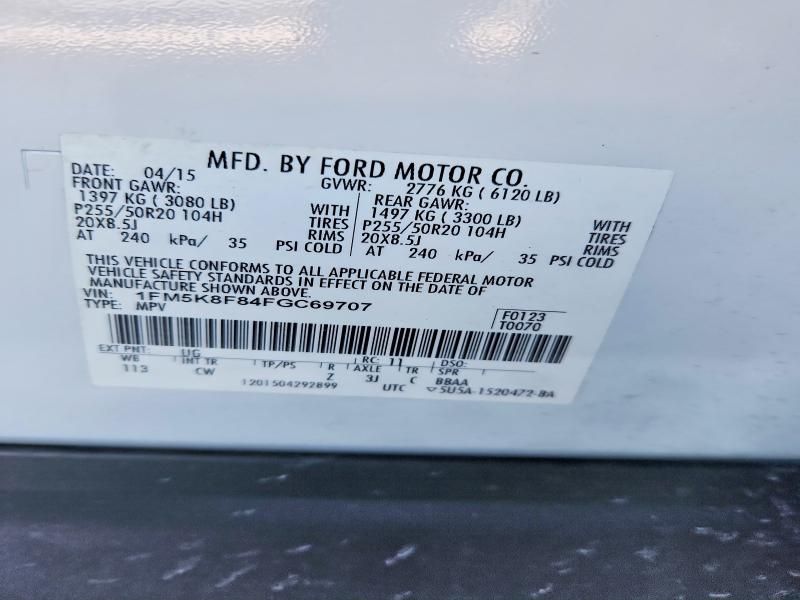 MFD. BY FORD MOTOR CO.
DATE: 04/15 GVWR: 2776 KG ( 6120 LB)
FRONT GAWR: REAR GAWR:
1397 KG ( 3080 LB) WITH 1497 KG ( 3300 LB) WITH
P255/50R20 104H TIRES P255/50R20 104H TIRES
20X8.5J RIMS 20X8.5J RIMS
AT 240 kPa/ 35 PSI COLD AT 240 kPa/ 35 PSI COLD
THIS VEHICLE CONFORMS TO ALL APPLICABLE FEDERAL MOTOR
VEHICLE SAFETY STANDARDS IN EFFECT ON THE DATE OF
MANUFACTURE SHOWN ABOVE.
VIN: 1FM5K8F84FGC69707 F0123
TYPE: MPV T0070
EXT PNT: UG RC: 11 DSO:
WB INT TR TP/PS R AXLE TR SPR
113 CW Z 3J C BBAA
1201504292899 UTC ▽5U5A-1520472-BA